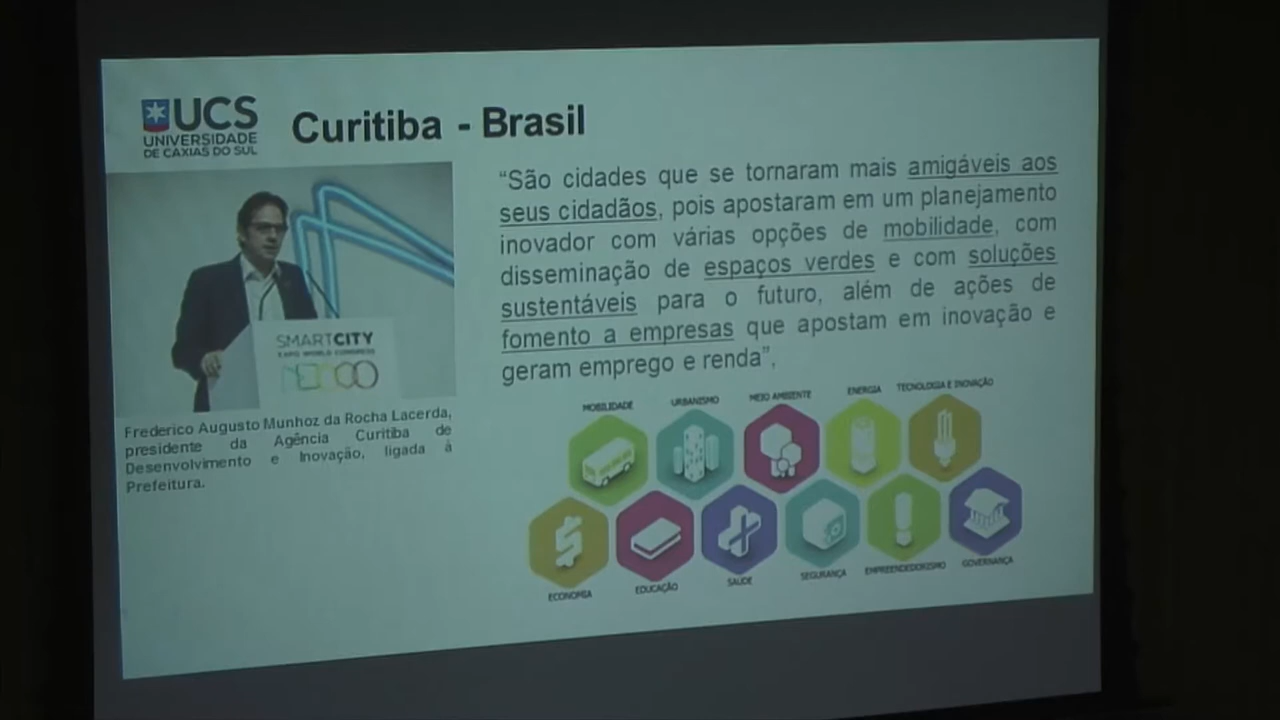 UCS
UNIVERSIDADE
DE CAXIAS DO SUL
Curitiba - Brasil
“São cidades que se tornaram mais amigáveis aos
seus cidadãos, pois apostaram em um planejamento
inovador com várias opções de mobilidade, com
disseminação de espaços verdes e com soluções
sustentáveis para o futuro, além de ações de
fomento a empresas que apostam em inovação e
geram emprego e renda”,
SMARTCITY
EXPO WORLD CONGRESS
Frederico Augusto Munhoz da Rocha Lacerda,
presidente da Agência Curitiba de
Desenvolvimento e Inovação, ligada à
Prefeitura.
MOBILIDADE
URBANISMO
MEIO AMBIENTE
ENERGIA
TECNOLOGIA E INOVAÇÃO
ECONOMIA
EDUCAÇÃO
SAUDE
SEGURANÇA
EMPREENDEDORISMO
GOVERNANÇA